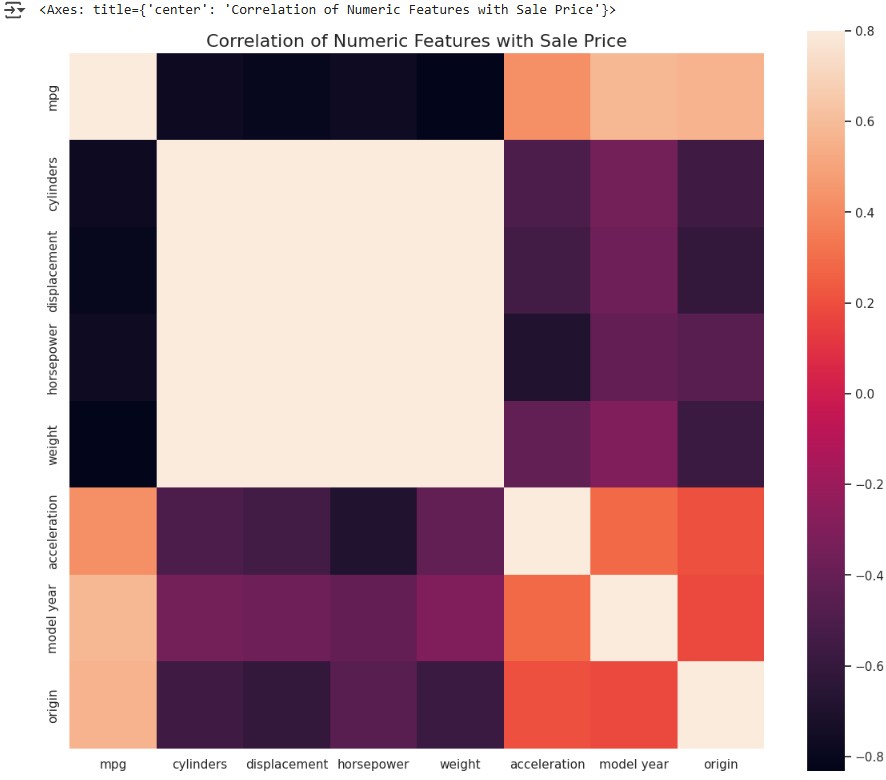 <Axes: title={'center': 'Correlation of Numeric Features with Sale Price'}>
Correlation of Numeric Features with Sale Price
mpg
cylinders
displacement
horsepower
weight
acceleration
model year
origin
mpg cylinders displacement horsepower weight acceleration model year origin
0.8
0.6
0.4
0.2
0.0
−0.2
−0.4
−0.6
−0.8